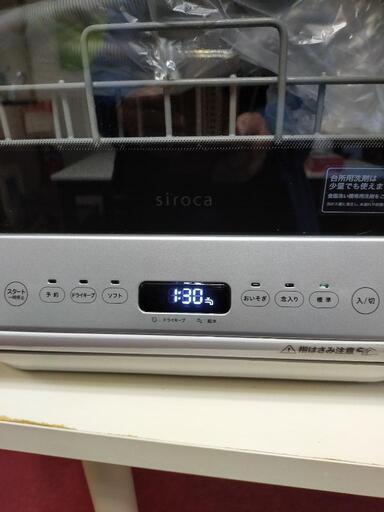 siroca
台所用洗剤は
少量でも使えま
スタート
一時停止
予約
ドライキープ
ソフト
1:30
おいそぎ
念入り
標準
入/切
ドライキープ
給水
指はさみ注意